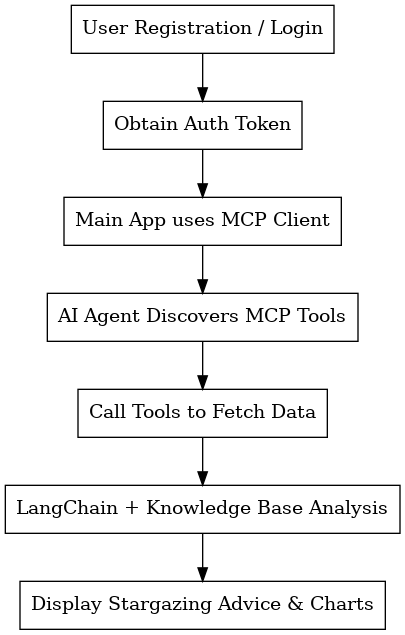 User Registration / Login
Obtain Auth Token
Main App uses MCP Client
AI Agent Discovers MCP Tools
Call Tools to Fetch Data
LangChain + Knowledge Base Analysis
Display Stargazing Advice & Charts